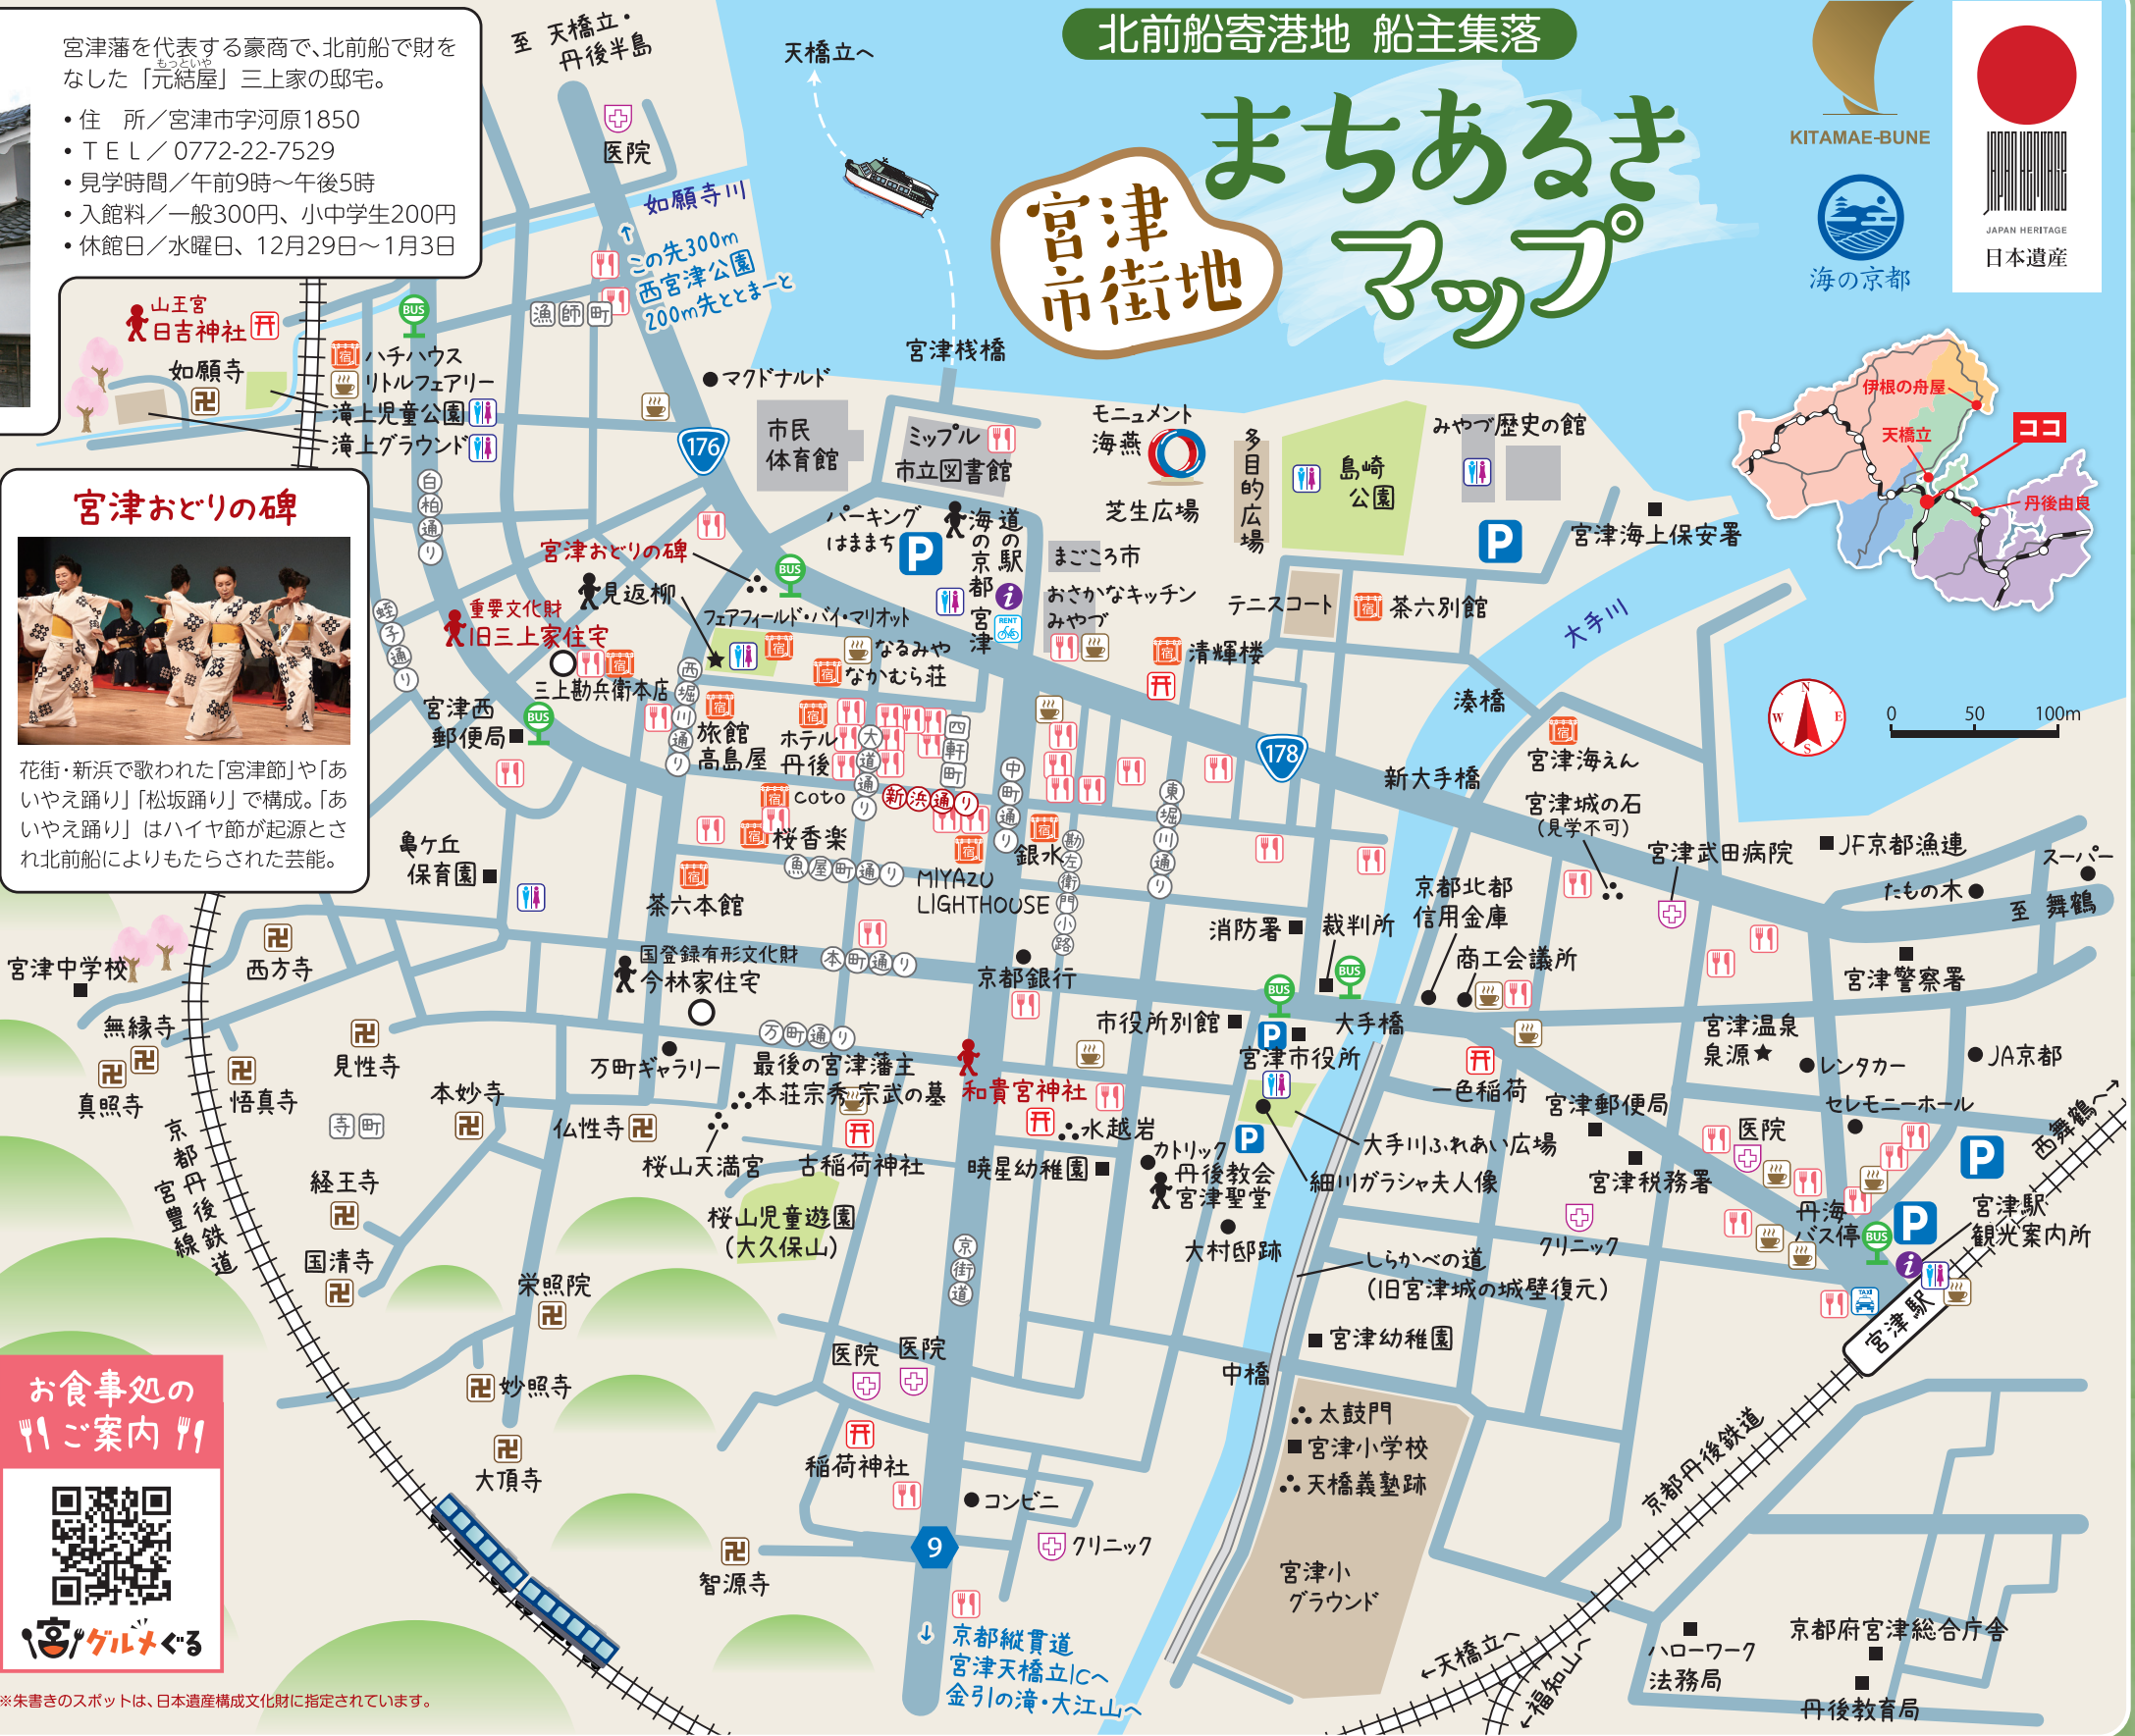 北前船寄港地 船主集落
まちあるき
マップ
宮津
市街地
KITAMAE-BUNE
海の京都
JAPAN HERITAGE
日本遺産
宮津藩を代表する豪商で、北前船で財を
もっといや
なした「元結屋」三上家の邸宅。
・住　所／宮津市字河原1850
・ＴＥＬ／0772-22-7529
・見学時間／午前9時〜午後5時
・入館料／一般300円、小中学生200円
・休館日／水曜日、12月29日〜1月3日
至 天橋立・
丹後半島
天橋立へ
医院
如願寺川
↑
この先300m
西宮津公園
200m先ととまーと
漁師町
山王宮
日吉神社
如願寺
BUS
宿 ハチハウス
リトルフェアリー
滝上児童公園
滝上グラウンド
白柏通り
マクドナルド
176
市民
体育館
宮津桟橋
ミップル
市立図書館
モニュメント
海燕
芝生広場
多目的広場
島崎
公園
みやづ歴史の館
P
宮津海上保安署
伊根の舟屋
天橋立
ココ
丹後由良
宮津おどりの碑
花街・新浜で歌われた「宮津節」や「あ
いやえ踊り」「松坂踊り」で構成。「あ
いやえ踊り」はハイヤ節が起源とさ
れ北前船によりもたらされた芸能。
宮津おどりの碑
見返柳
BUS
パーキング
はままち
P
道の駅
海の京都
宮津
i
RENT
まごころ市
おさかなキッチン
みやづ
テニスコート
宿 茶六別館
大手川
蛭子通り
重要文化財
旧三上家住宅
宿
三上勘兵衛本店
宮津西
郵便局
BUS
フェアフィールド・バイ・マリオット
宿
なるみや
宿 なかむら荘
宿 清輝楼
西堀川通り
宿
旅館
高島屋
宿
ホテル
丹後
大道通り
四軒町
中町通り
新浜通り
東堀川通り
178
湊橋
新大手橋
宿
宮津海えん
宮津城の石
(見学不可)
N
W
E
S
0 50 100m
宿 coto
宿 桜香楽
魚屋町通り
宿
MIYAZU
LIGHTHOUSE
宿
銀水
勘左衛門小路
宿
茶六本館
亀ケ丘
保育園
宮津武田病院
JF京都漁連
スーパー
たもの木
至 舞鶴
京都北都
信用金庫
商工会議所
消防署
裁判所
BUS
BUS
宮津警察署
宮津中学校
西方寺
国登録有形文化財
今林家住宅
本町通り
京都銀行
市役所別館
P
宮津市役所
大手橋
宮津温泉
泉源
レンタカー
JA京都
無縁寺
真照寺
悟真寺
見性寺
寺町
本妙寺
万町通り
万町ギャラリー
最後の宮津藩主
本荘宗秀・宗武の墓
和貴宮神社
水越岩
仏性寺
桜山天満宮
古稲荷神社
暁星幼稚園
カトリック
丹後教会
宮津聖堂
大村邸跡
P
大手川ふれあい広場
細川ガラシャ夫人像
一色稲荷
宮津郵便局
宮津税務署
セレモニーホール
医院
クリニック
P
西舞鶴へ→
丹海
バス停
BUS
P
宮津駅
観光案内所
i
TAXI
宮津駅
京都丹後鉄道
宮豊線
経王寺
国清寺
桜山児童遊園
(大久保山)
京街道
しらかべの道
(旧宮津城の城壁復元)
栄照院
妙照寺
大頂寺
医院
医院
稲荷神社
コンビニ
クリニック
智源寺
9
宮津幼稚園
中橋
太鼓門
宮津小学校
天橋義塾跡
宮津小
グラウンド
京都丹後鉄道
←天橋立へ
←福知山へ
ハローワーク
法務局
京都府宮津総合庁舎
丹後教育局
↓
京都縦貫道
宮津天橋立ICへ
金引の滝・大江山へ
お食事処の
ご案内
宮グルメぐる
※朱書きのスポットは、日本遺産構成文化財に指定されています。